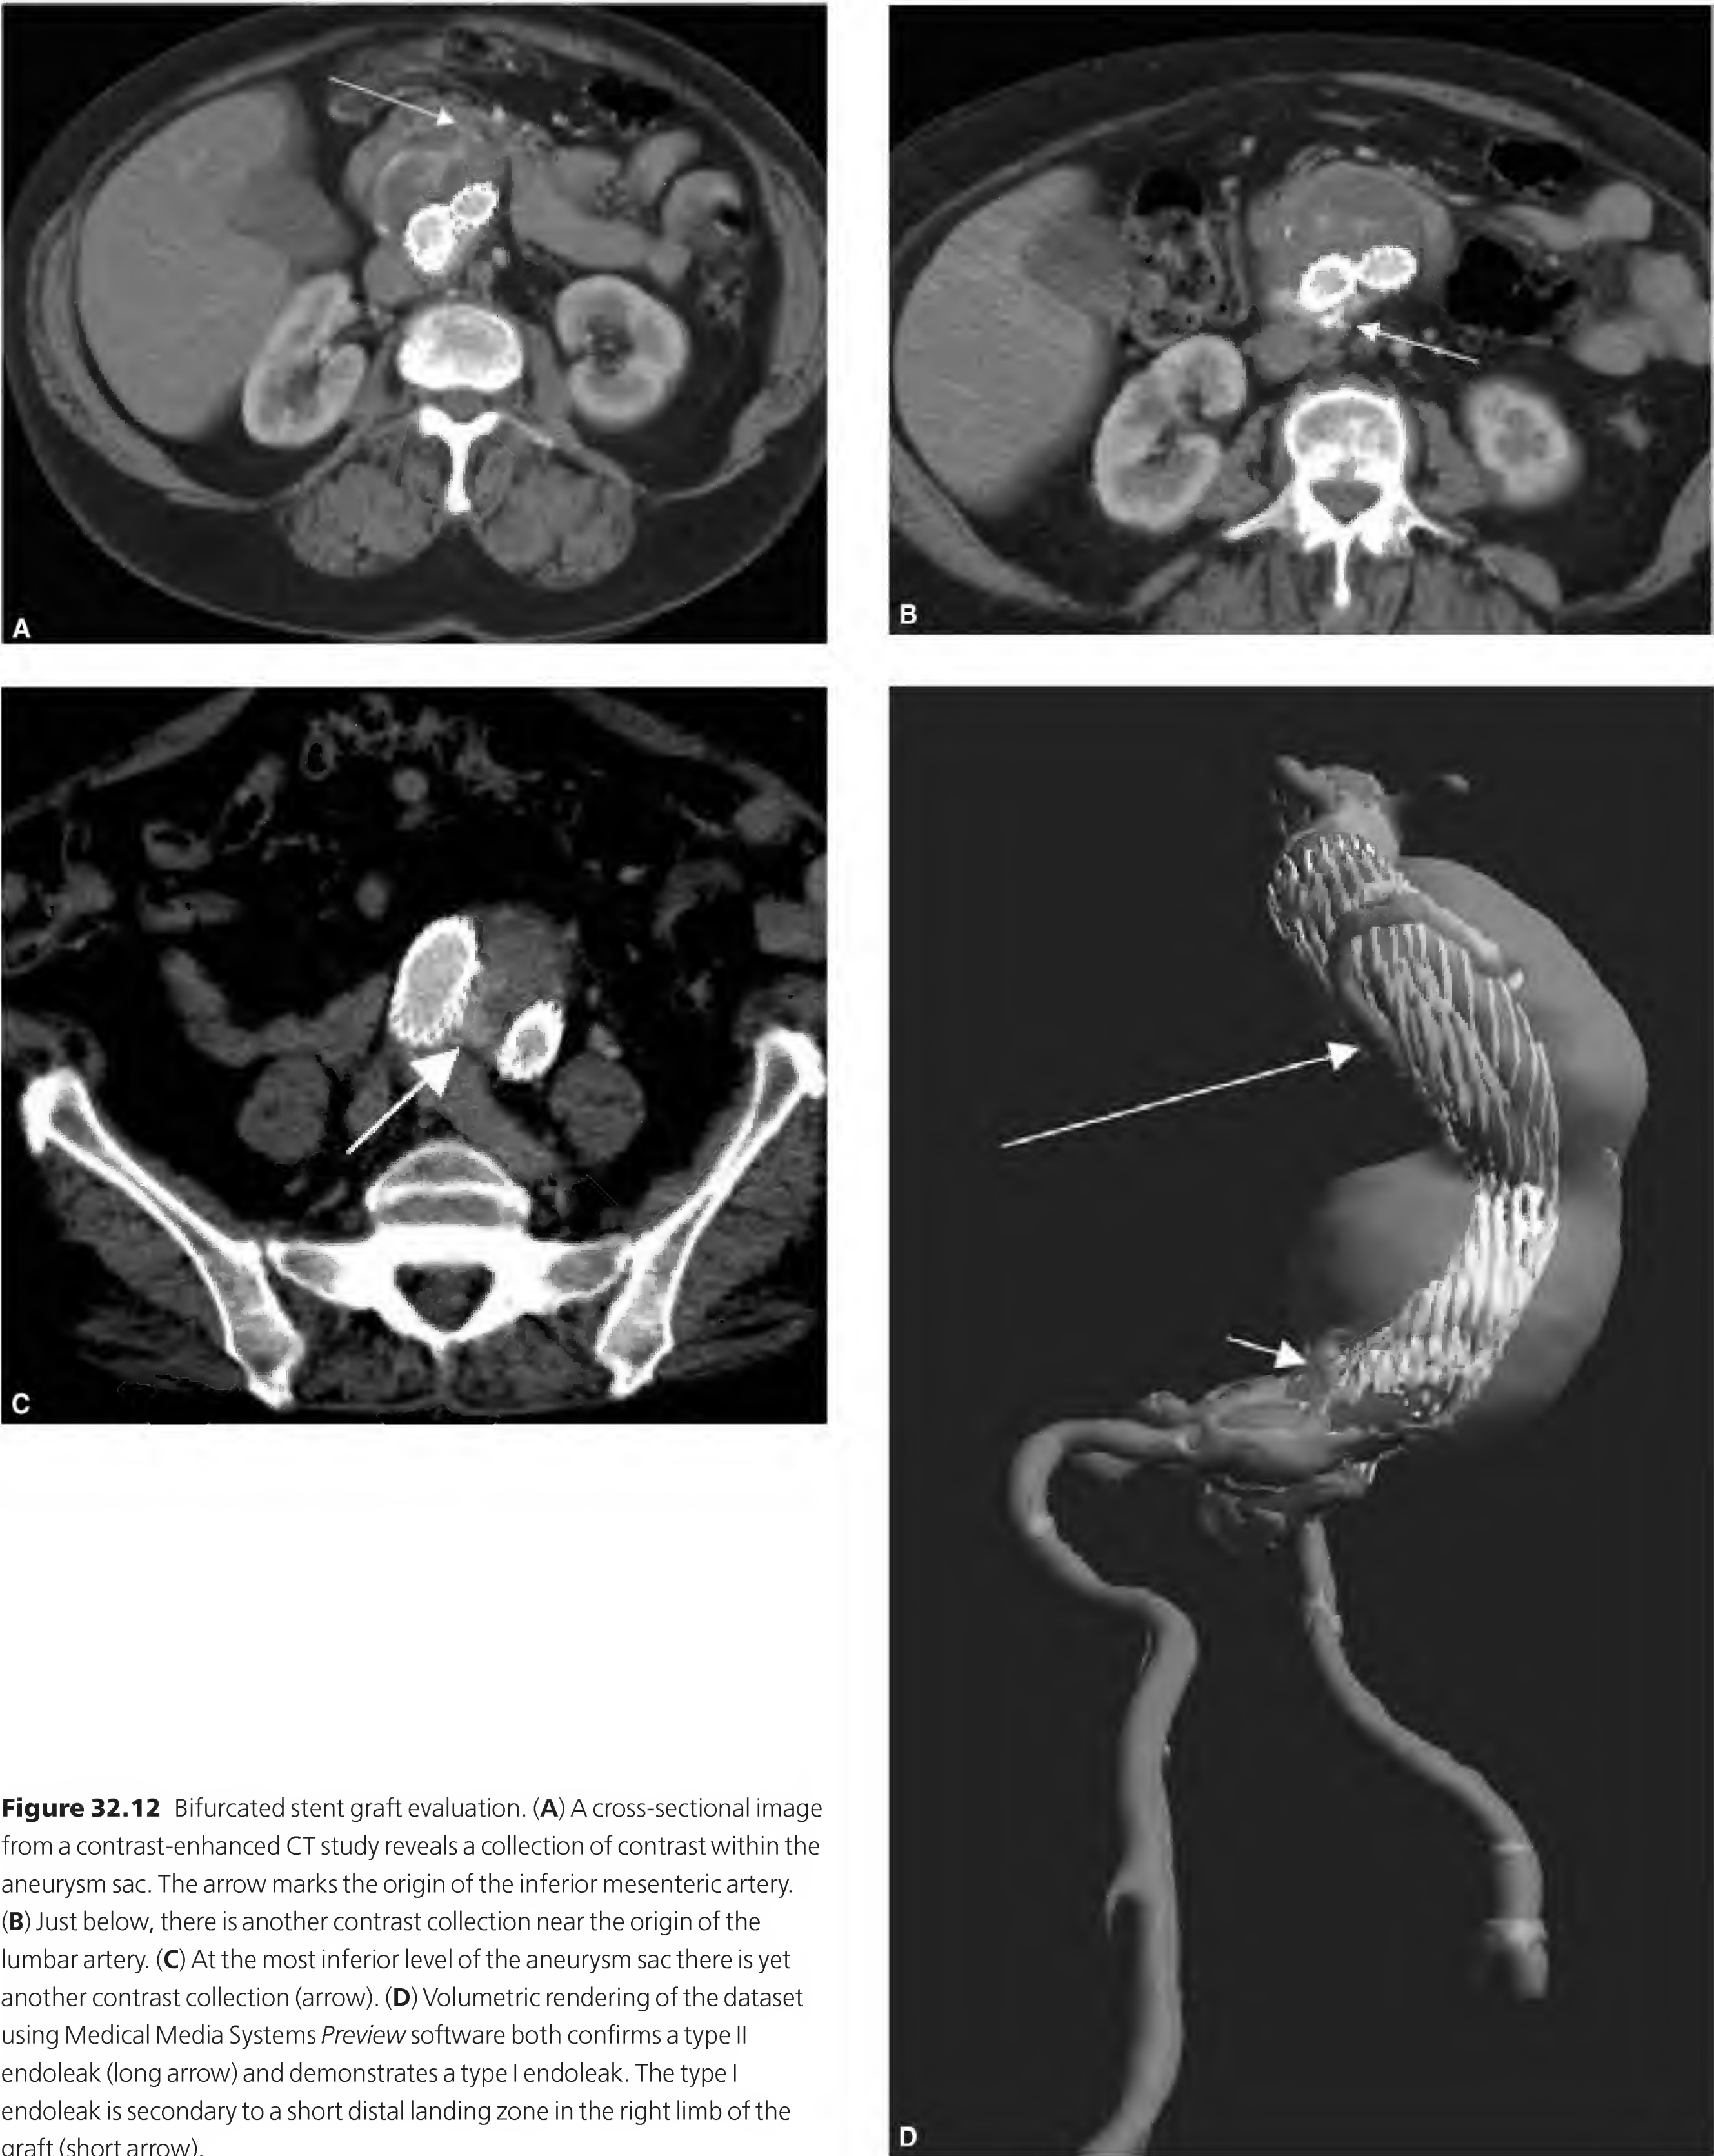 A
B
C
D
Figure 32.12 Bifurcated stent graft evaluation. (A) A cross-sectional image
from a contrast-enhanced CT study reveals a collection of contrast within the
aneurysm sac. The arrow marks the origin of the inferior mesenteric artery.
(B) Just below, there is another contrast collection near the origin of the
lumbar artery. (C) At the most inferior level of the aneurysm sac there is yet
another contrast collection (arrow). (D) Volumetric rendering of the dataset
using Medical Media Systems Preview software both confirms a type II
endoleak (long arrow) and demonstrates a type I endoleak. The type I
endoleak is secondary to a short distal landing zone in the right limb of the
graft (short arrow).